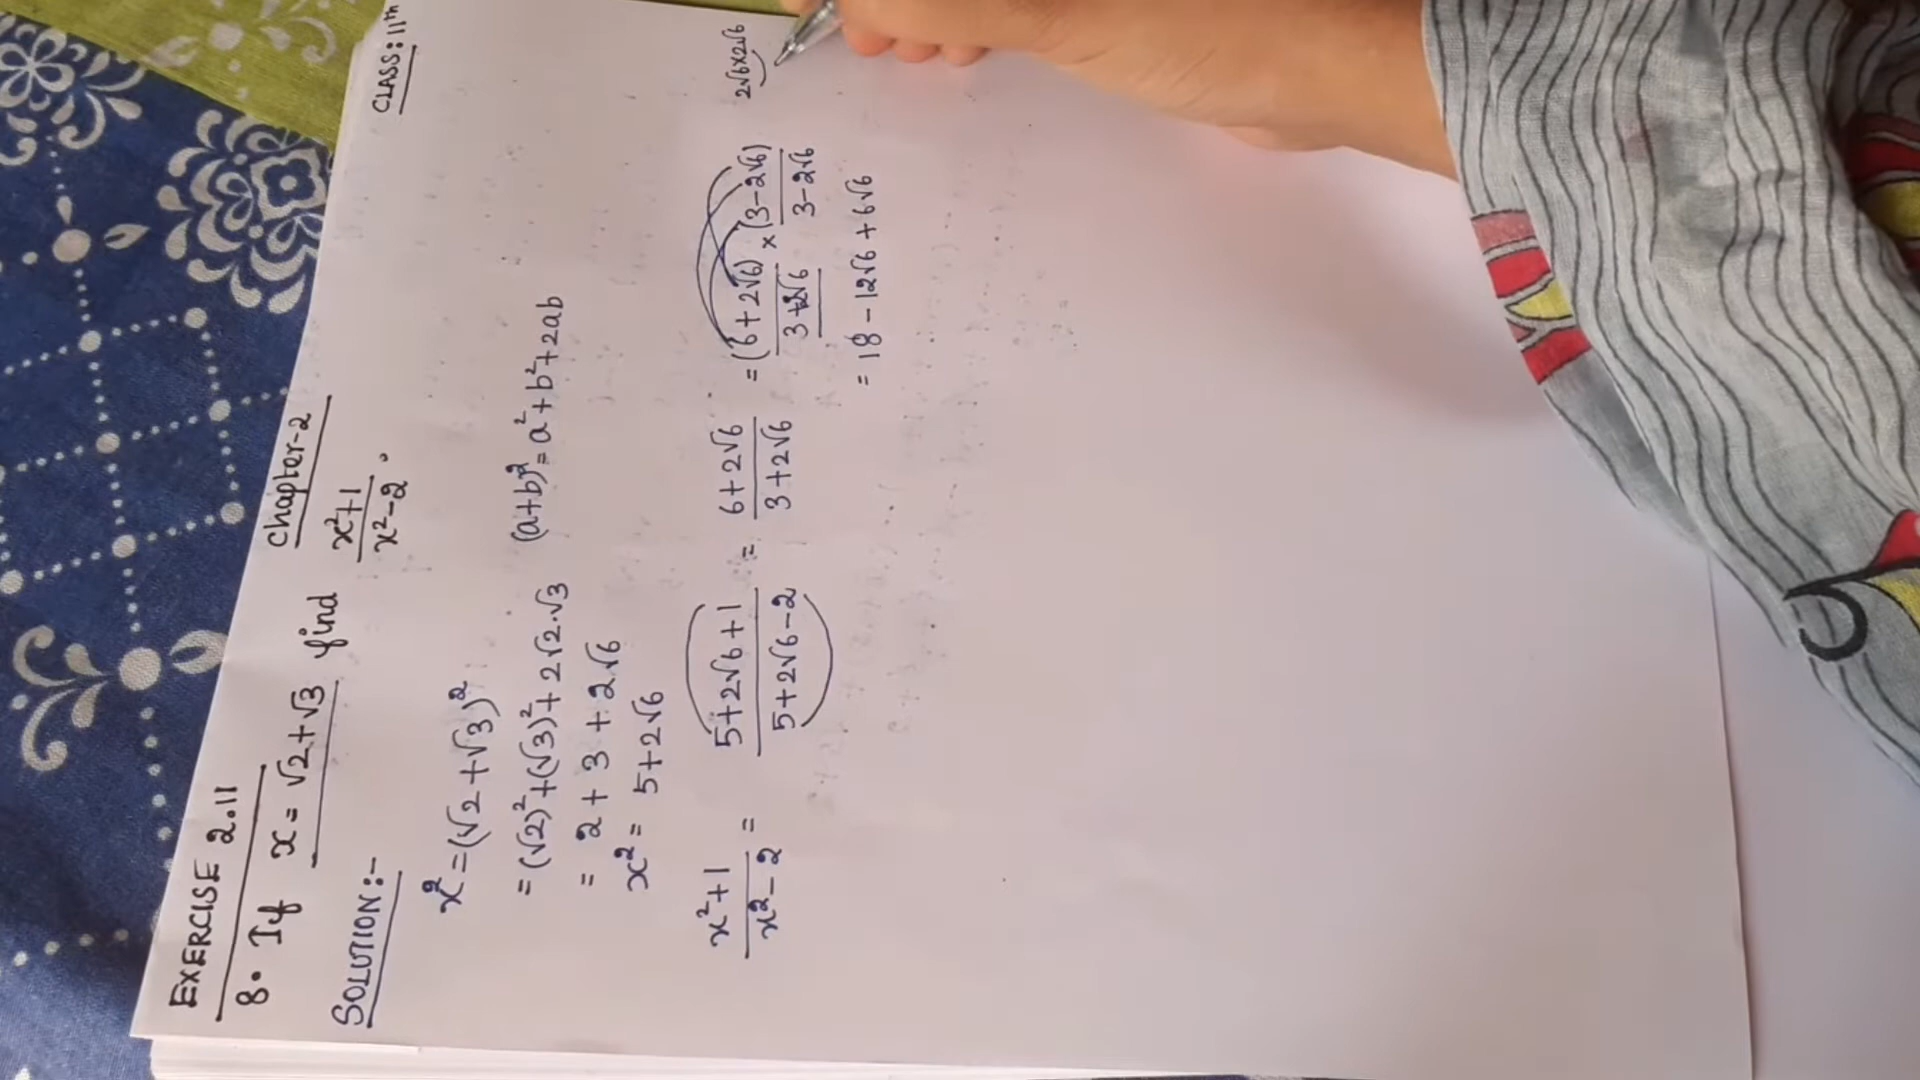 CLASS: 11th
EXERCISE 2.11 Chapter-2
8. If x = √2+√3 find x²+1 / x²-2 .
SOLUTION:-
x² = (√2+√3)²
= (√2)²+(√3)²+2√2.√3 (a+b)² = a²+b²+2ab
= 2+3+2√6
x² = 5+2√6
x²+1 / x²-2 = 5+2√6+1 / 5+2√6-2 = 6+2√6 / 3+2√6 = (6+2√6) / 3+2√6 × (3-2√6) / 3-2√6
2√6×2√6
= 18-12√6+6√6